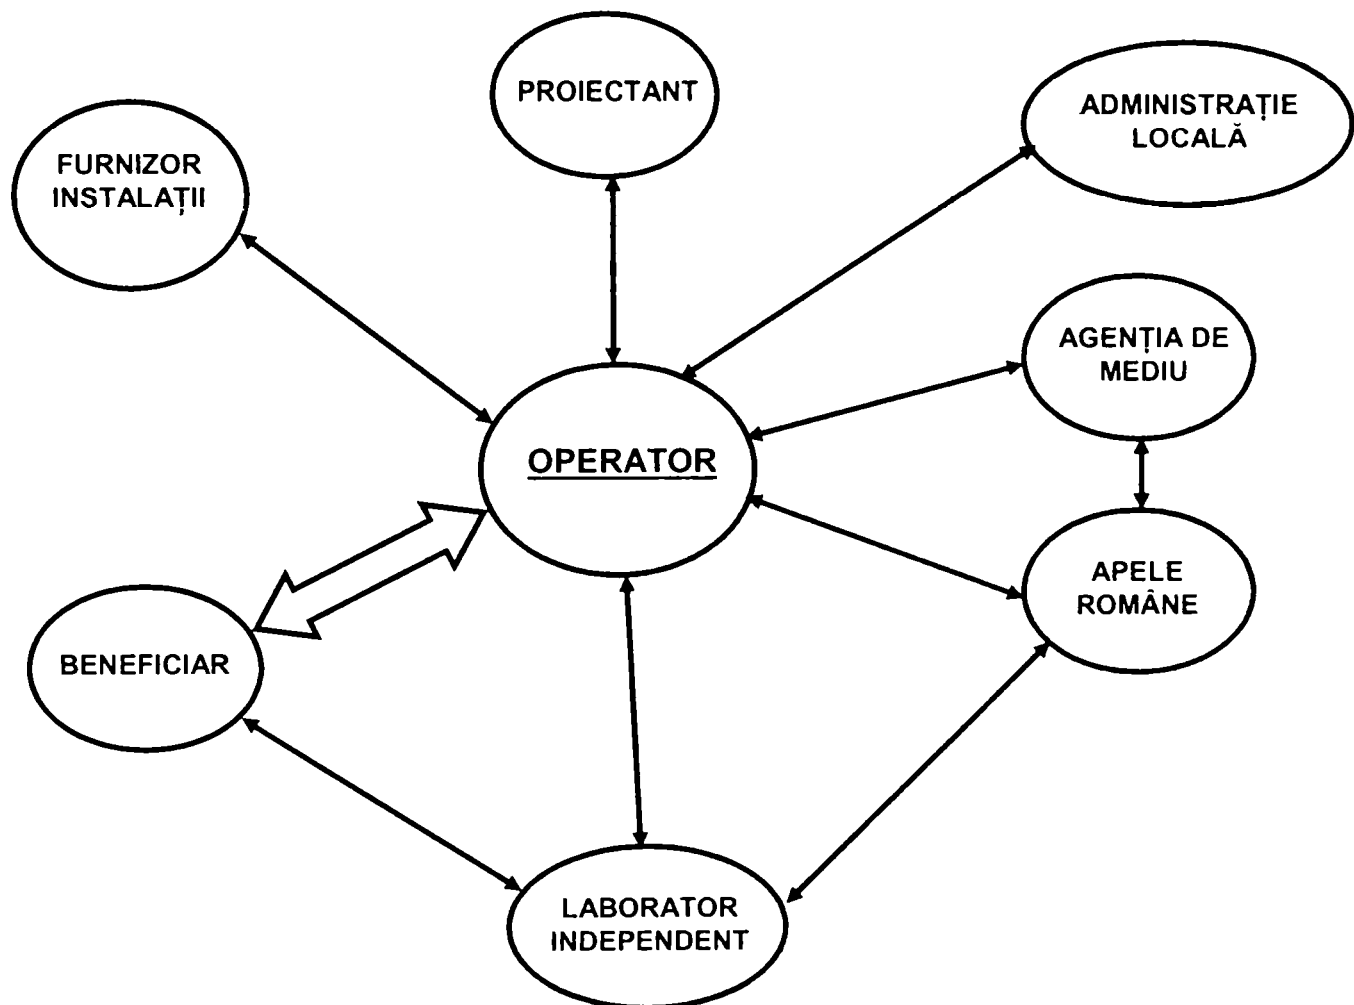 PROIECTANT
ADMINISTRAȚIE
LOCALĂ
FURNIZOR
INSTALAȚII
AGENȚIA DE
MEDIU
OPERATOR
APELE
ROMÂNE
BENEFICIAR
LABORATOR
INDEPENDENT